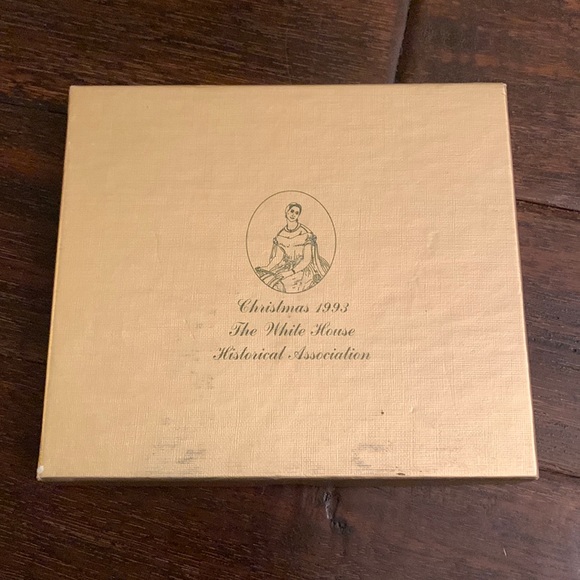 Christmas 1993
The White House
Historical Association